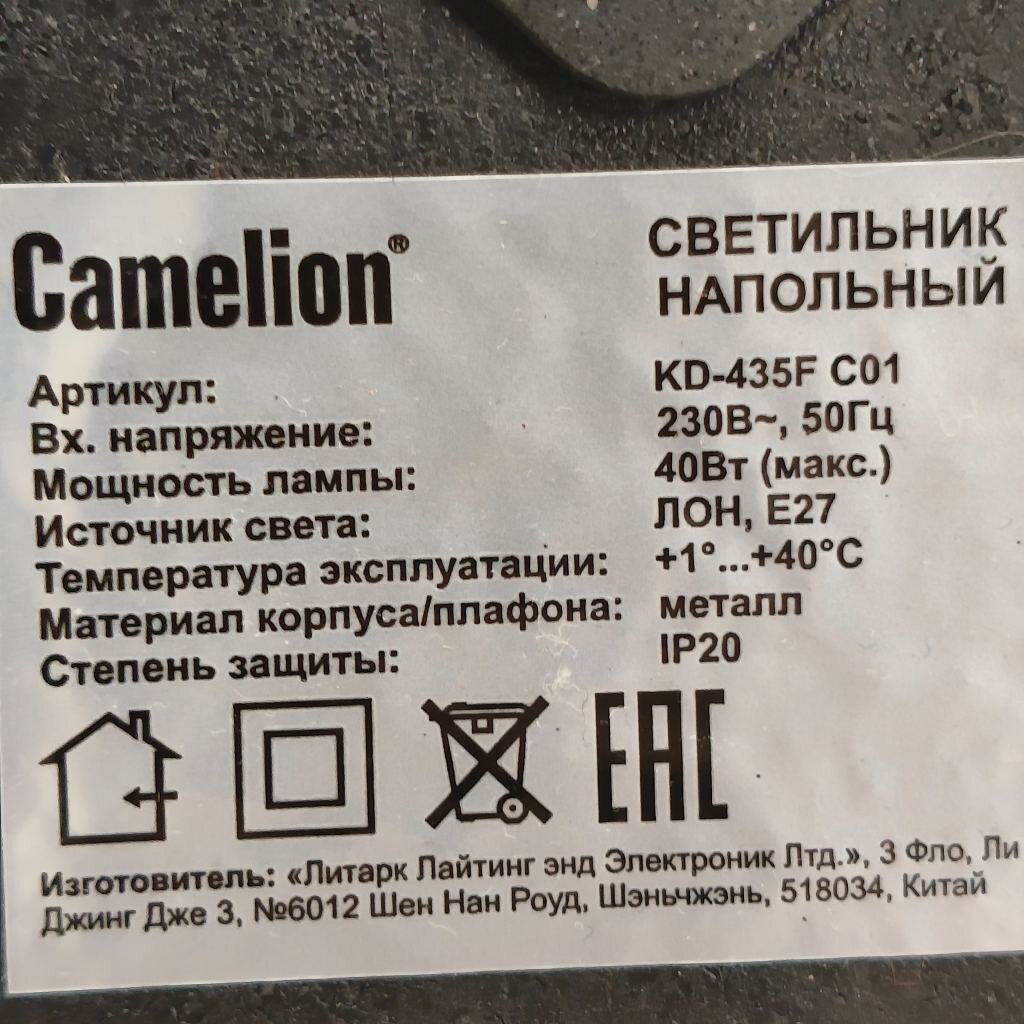 Camelion®
СВЕТИЛЬНИК
НАПОЛЬНЫЙ
Артикул: KD-435F C01
Вх. напряжение: 230В~, 50Гц
Мощность лампы: 40Вт (макс.)
Источник света: ЛОН, E27
Температура эксплуатации: +1°...+40°C
Материал корпуса/плафона: металл
Степень защиты: IP20
EAC
Изготовитель: «Литарк Лайтинг энд Электроник Лтд.», 3 Фло, Ли
Джинг Дже 3, №6012 Шен Нан Роуд, Шэньчжэнь, 518034, Китай